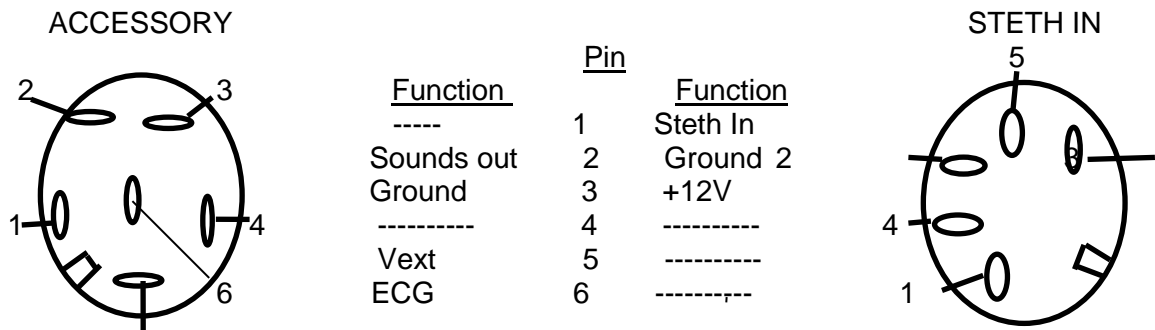 ACCESSORY
2
3
1
4
6
Pin
Function Function
----- 1 Steth In
Sounds out 2 Ground 2
Ground 3 +12V
---------- 4 ----------
Vext 5 ----------
ECG 6 -------,---
STETH IN
5
3
4
1